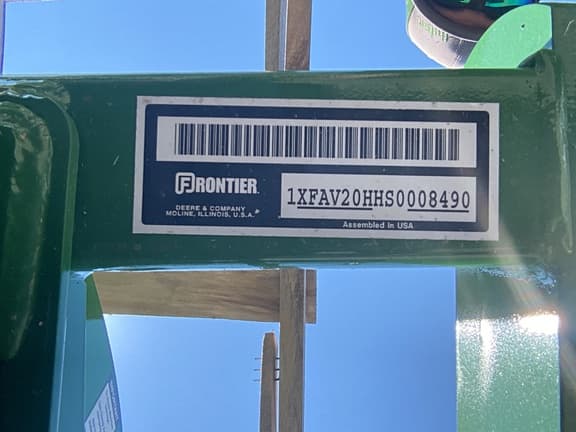 FRONTIER
DEERE & COMPANY
MOLINE, ILLINOIS, U.S.A.
1XFAV20HHS0008490
Assembled in USA